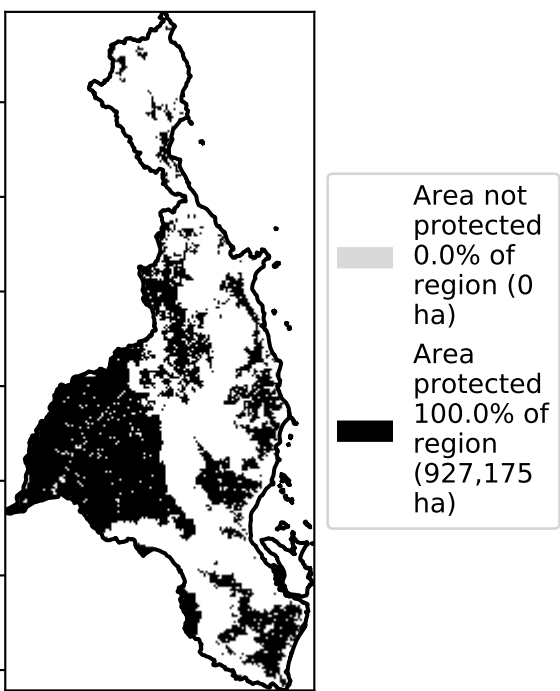 Area not
protected
0.0% of
region (0
ha)
Area
protected
100.0% of
region
(927,175
ha)